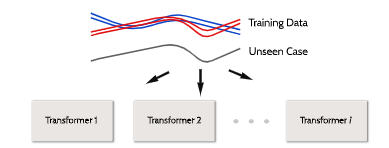 Training Data
Unseen Case
Transformer 1
Transformer 2
Transformer I